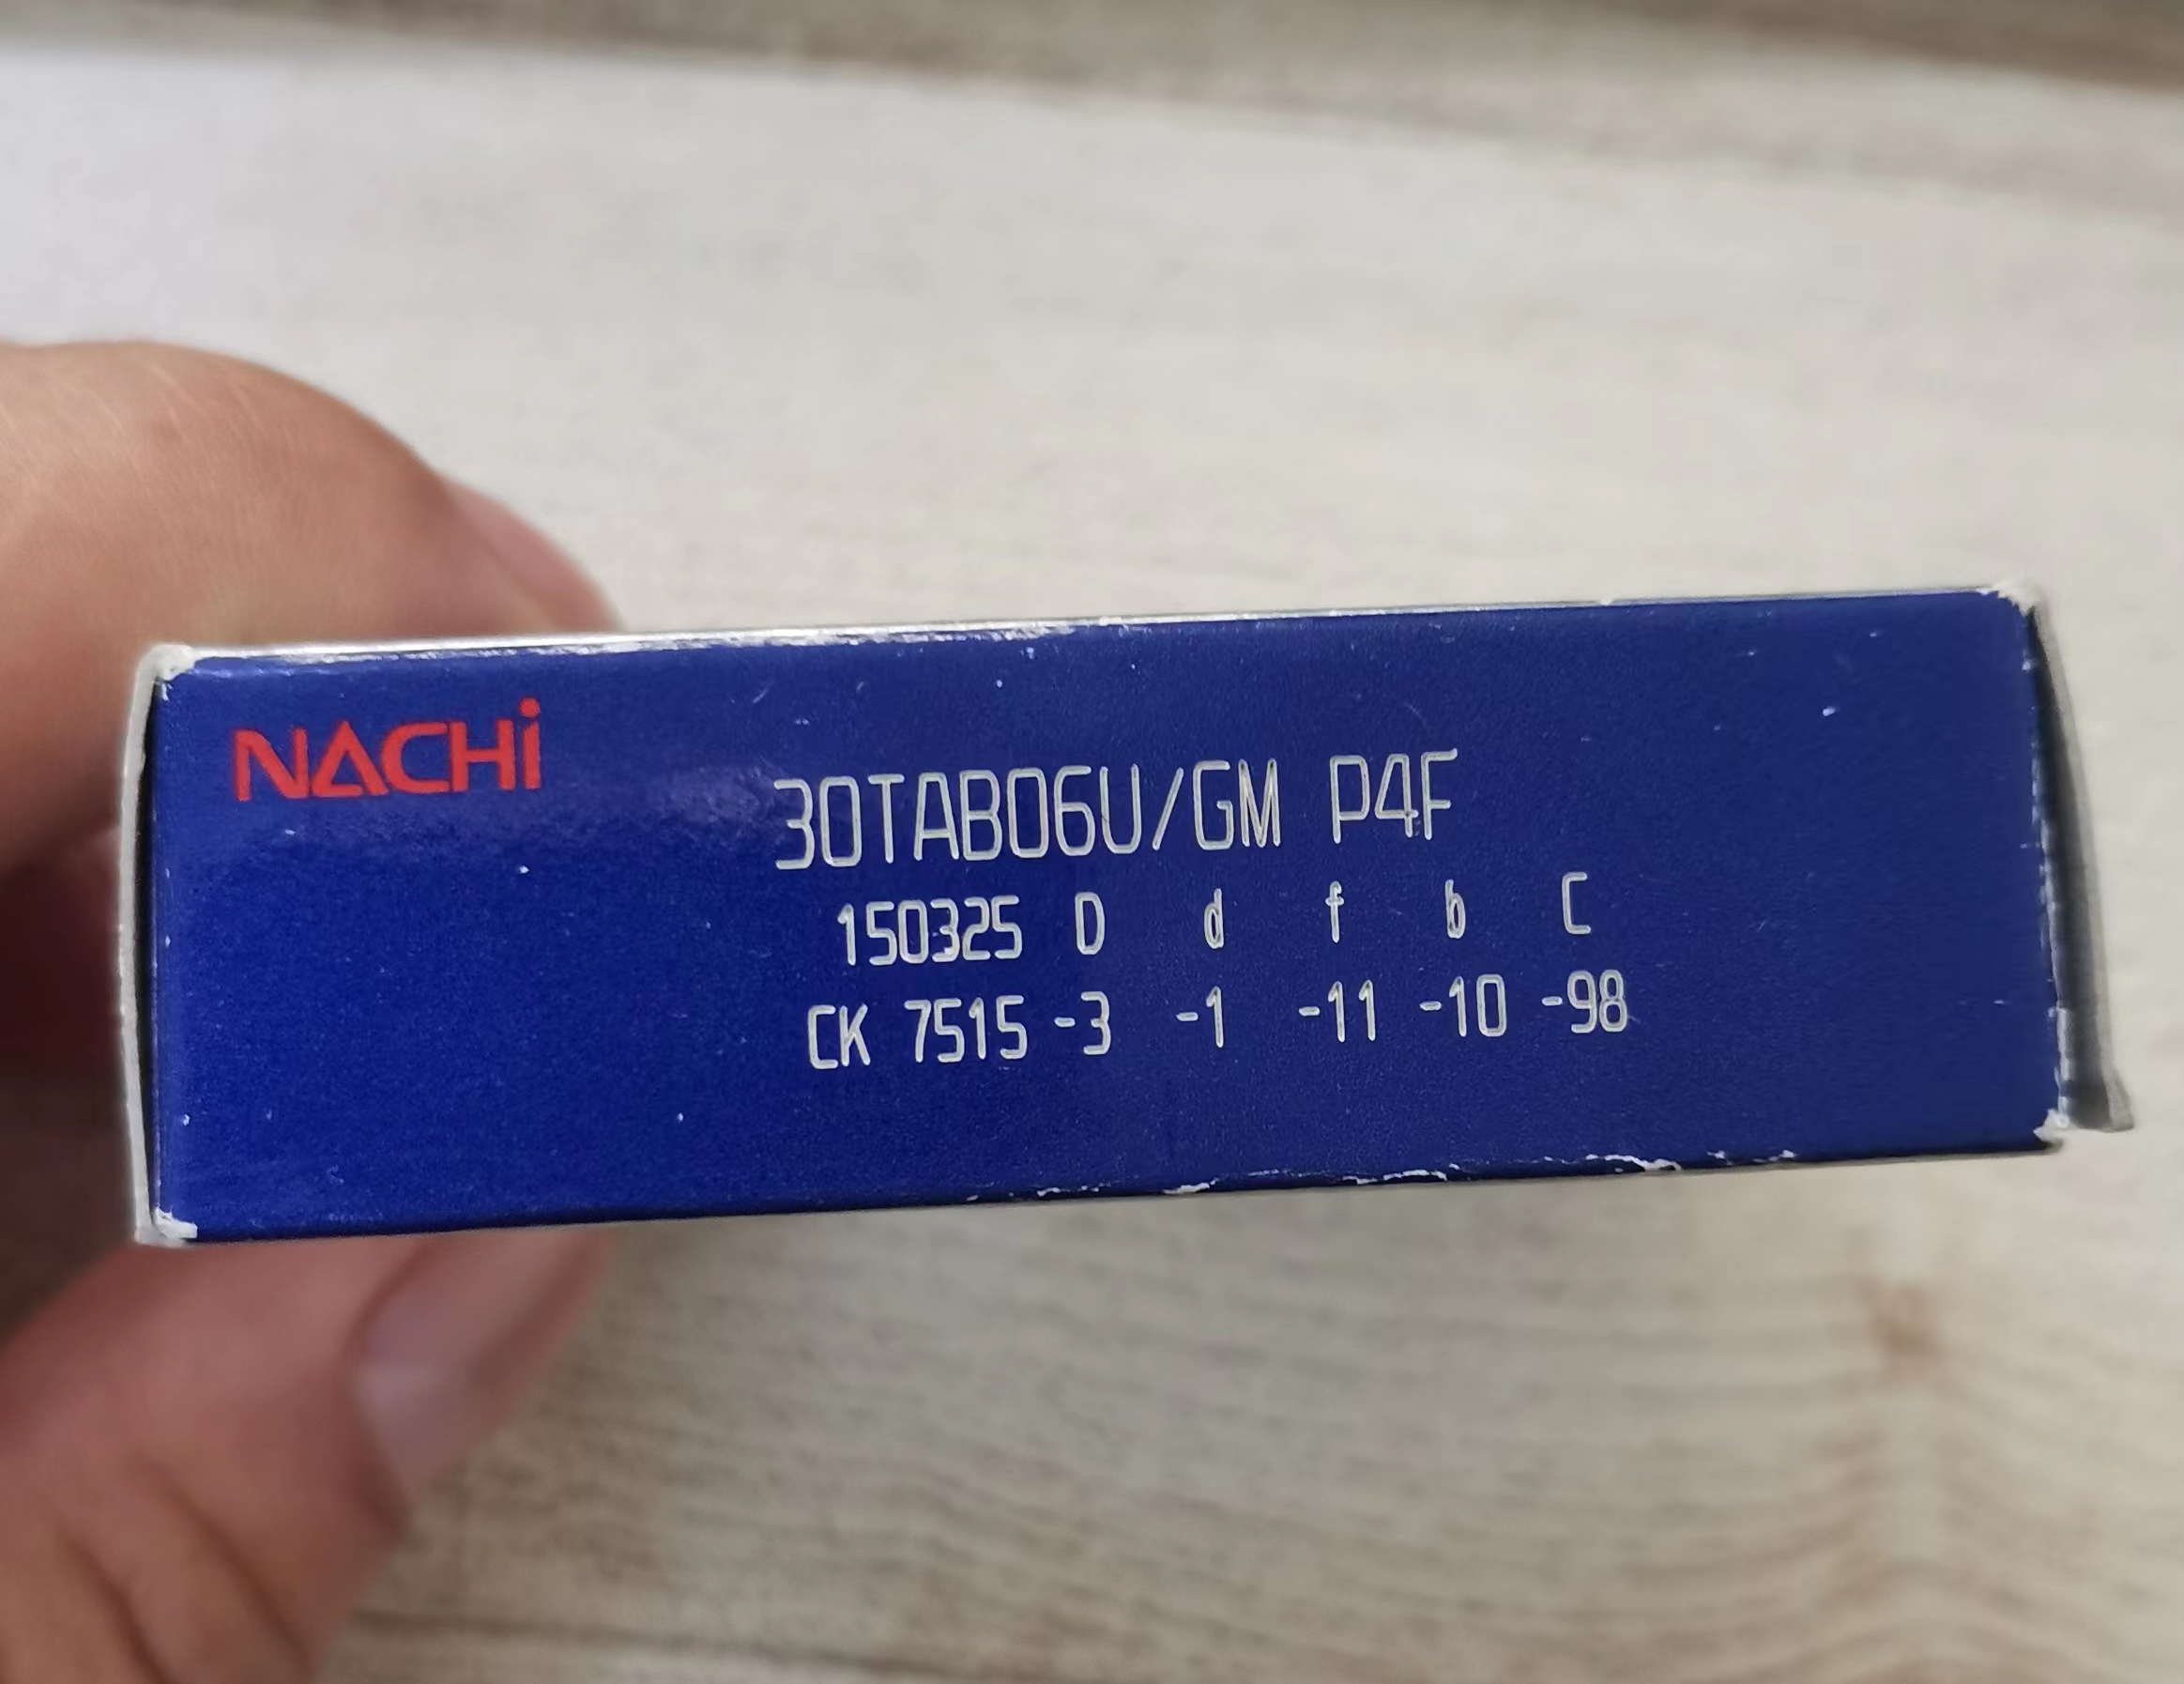 NACHi
30TAB06U/GM P4F
150325 D d f b C
CK 7515 -3 -1 -11 -10 -98